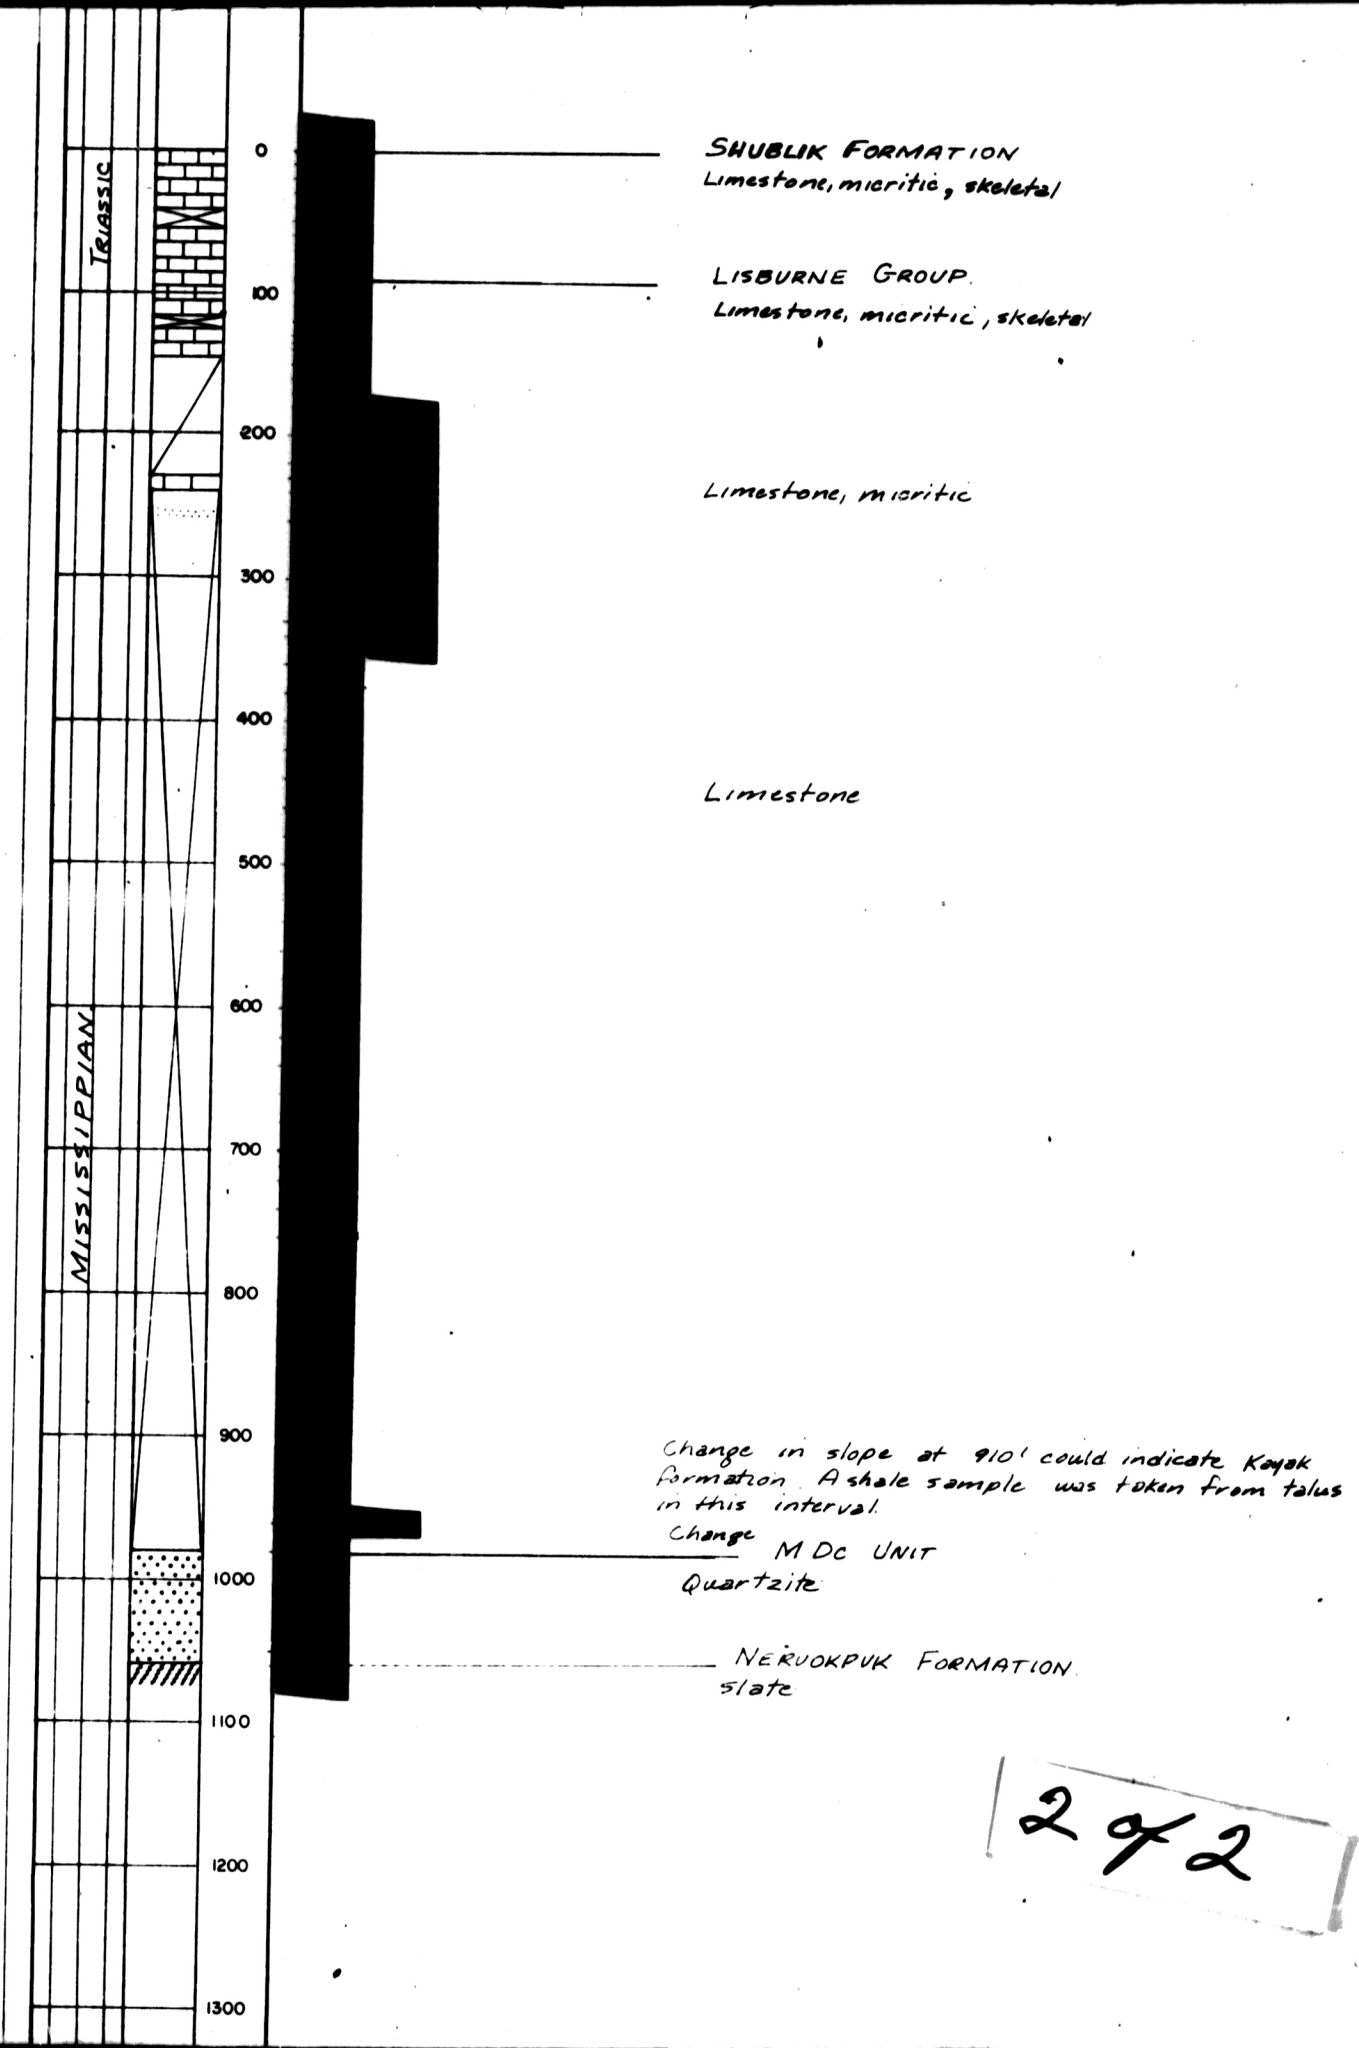 0
SHUBLIK FORMATION
Limestone, micritic, skeletal
TRIASSIC
LISBURNE GROUP.
100
Limestone, micritic, skeletal
200
Limestone, micritic
300
400
Limestone
500
600
MISSISSIPPIAN
700
800
900
Change in slope at 910' could indicate Kayak
formation. A shale sample was taken from talus
in this interval.
Change
M DC UNIT
1000
Quartzite
NERUOKPUK FORMATION
slate
1100
2 of 2
1200
1300